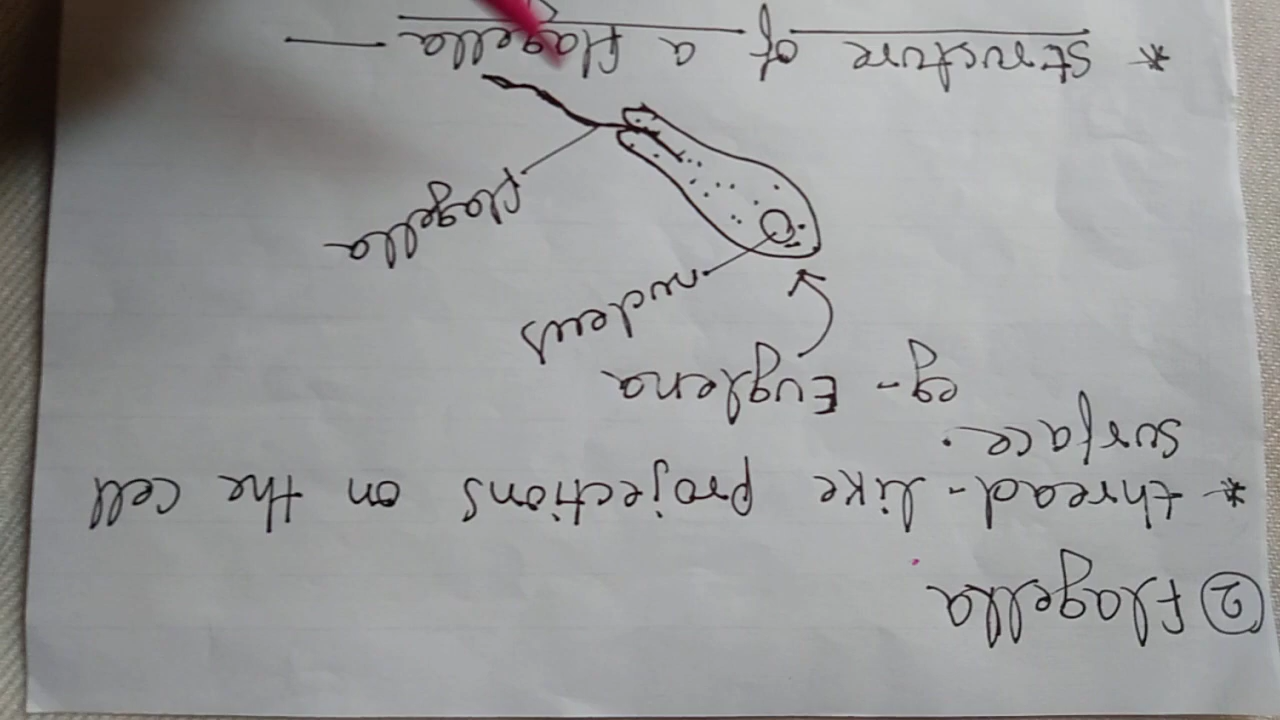 ② Flagella
* thread-like projections on the cell
surface.
eg- Euglena
nucleus
flagella
* structure of a flagella —